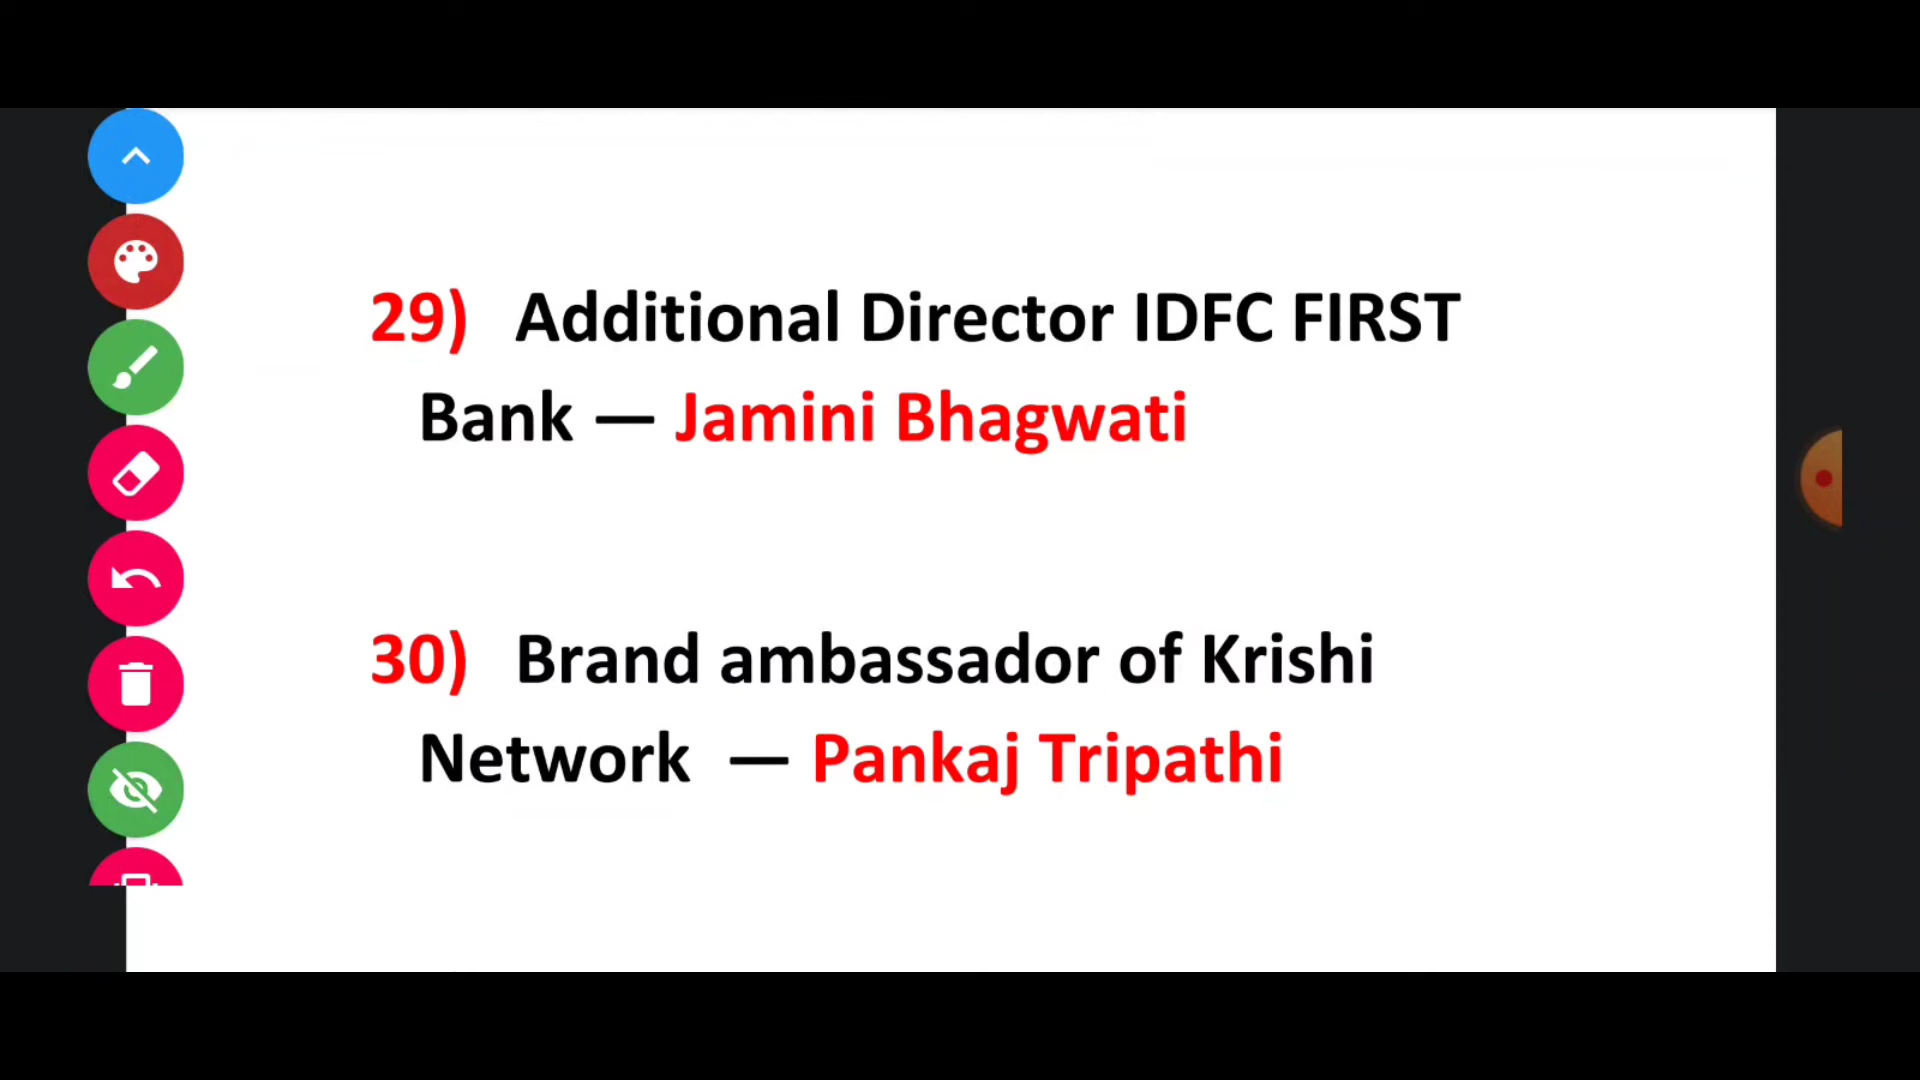 29) Additional Director IDFC FIRST
Bank — Jamini Bhagwati
30) Brand ambassador of Krishi
Network — Pankaj Tripathi